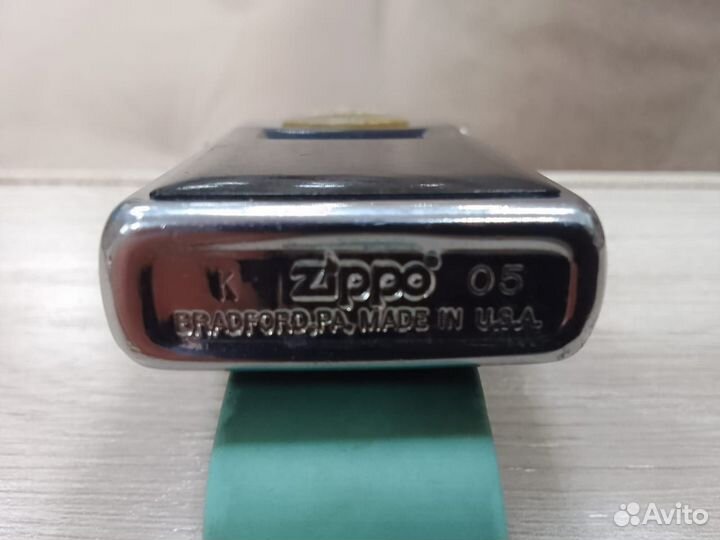 K Zippo 05
BRADFORD,PA. MADE IN U.S.A.
Avito